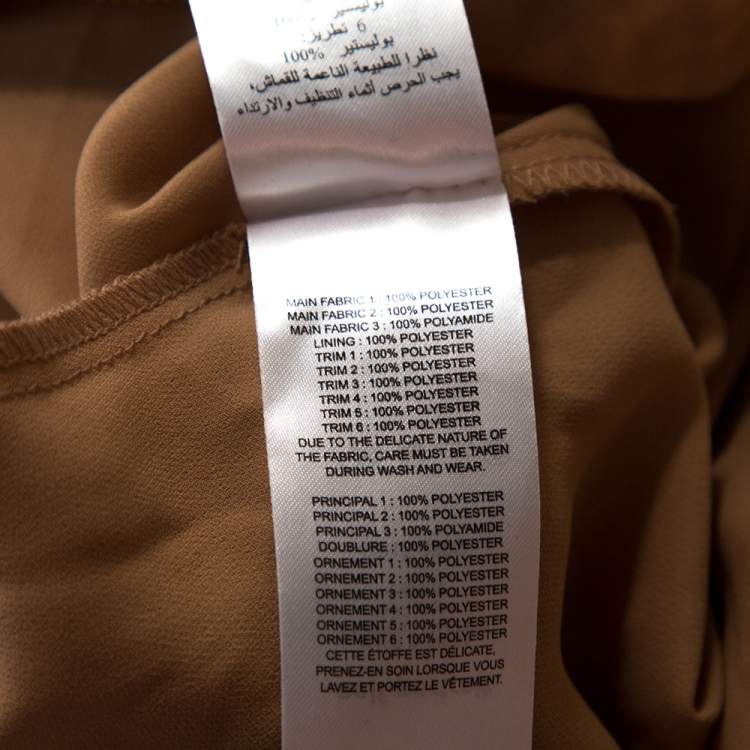 بوليستير
100%
6 تطريز:
بوليستير 100%
نظرا للطبيعة الناعمة للقماش،
يجب الحرص أثناء التنظيف والارتداء
MAIN FABRIC 1 : 100% POLYESTER
MAIN FABRIC 2 : 100% POLYESTER
MAIN FABRIC 3 : 100% POLYAMIDE
LINING : 100% POLYESTER
TRIM 1 : 100% POLYESTER
TRIM 2 : 100% POLYESTER
TRIM 3 : 100% POLYESTER
TRIM 4 : 100% POLYESTER
TRIM 5 : 100% POLYESTER
TRIM 6 : 100% POLYESTER
DUE TO THE DELICATE NATURE OF
THE FABRIC, CARE MUST BE TAKEN
DURING WASH AND WEAR.
PRINCIPAL 1 : 100% POLYESTER
PRINCIPAL 2 : 100% POLYESTER
PRINCIPAL 3 : 100% POLYAMIDE
DOUBLURE : 100% POLYESTER
ORNEMENT 1 : 100% POLYESTER
ORNEMENT 2 : 100% POLYESTER
ORNEMENT 3 : 100% POLYESTER
ORNEMENT 4 : 100% POLYESTER
ORNEMENT 5 : 100% POLYESTER
ORNEMENT 6 : 100% POLYESTER
CETTE ÉTOFFE EST DÉLICATE,
PRENEZ-EN SOIN LORSQUE VOUS
LAVEZ ET PORTEZ LE VÊTEMENT.